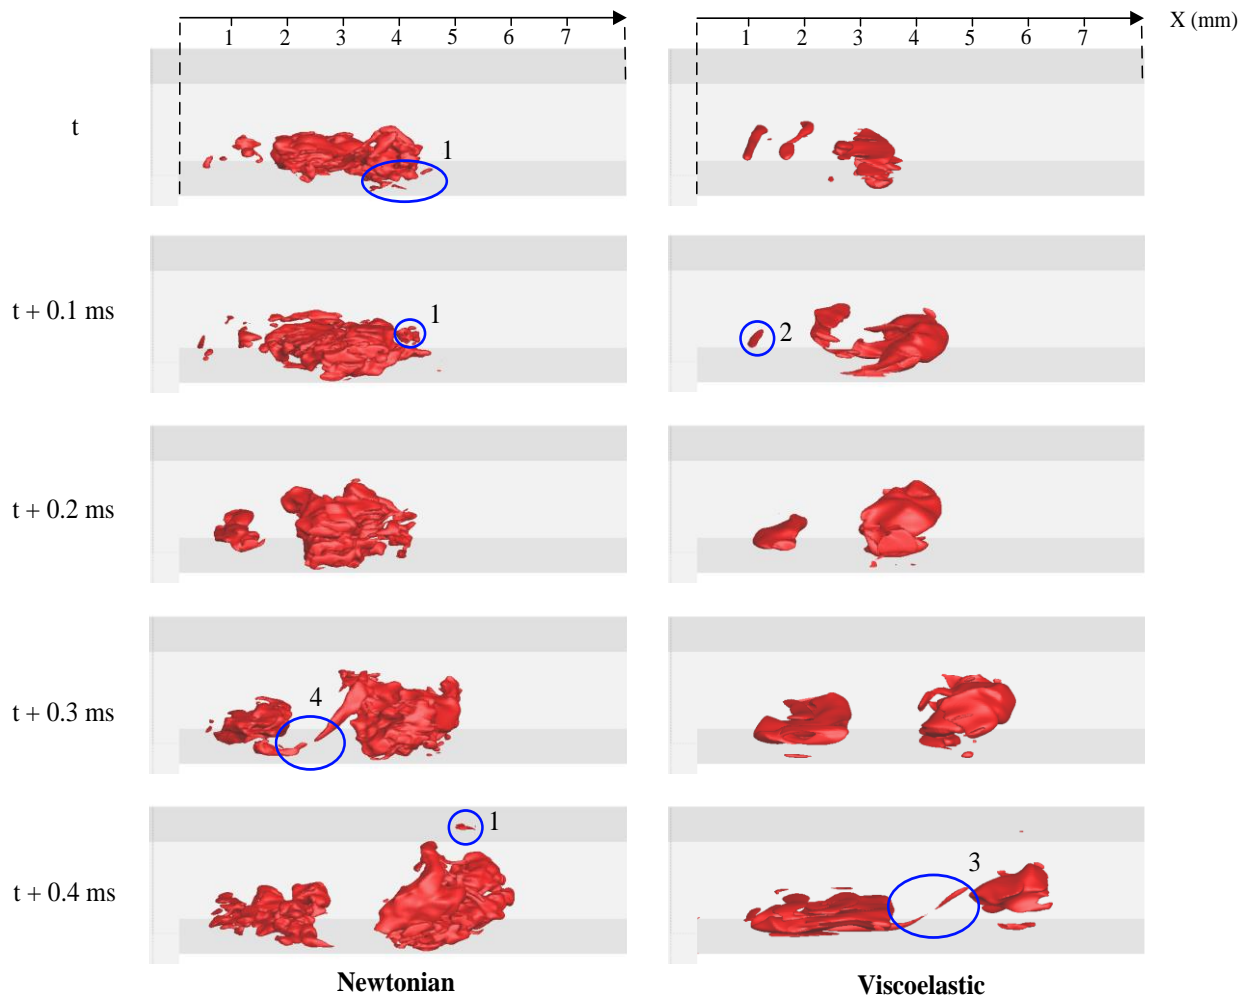 X (mm)
1 2 3 4 5 6 7
1 2 3 4 5 6 7
t
1
t + 0.1 ms
1
2
t + 0.2 ms
t + 0.3 ms
4
t + 0.4 ms
1
3
Newtonian
Viscoelastic